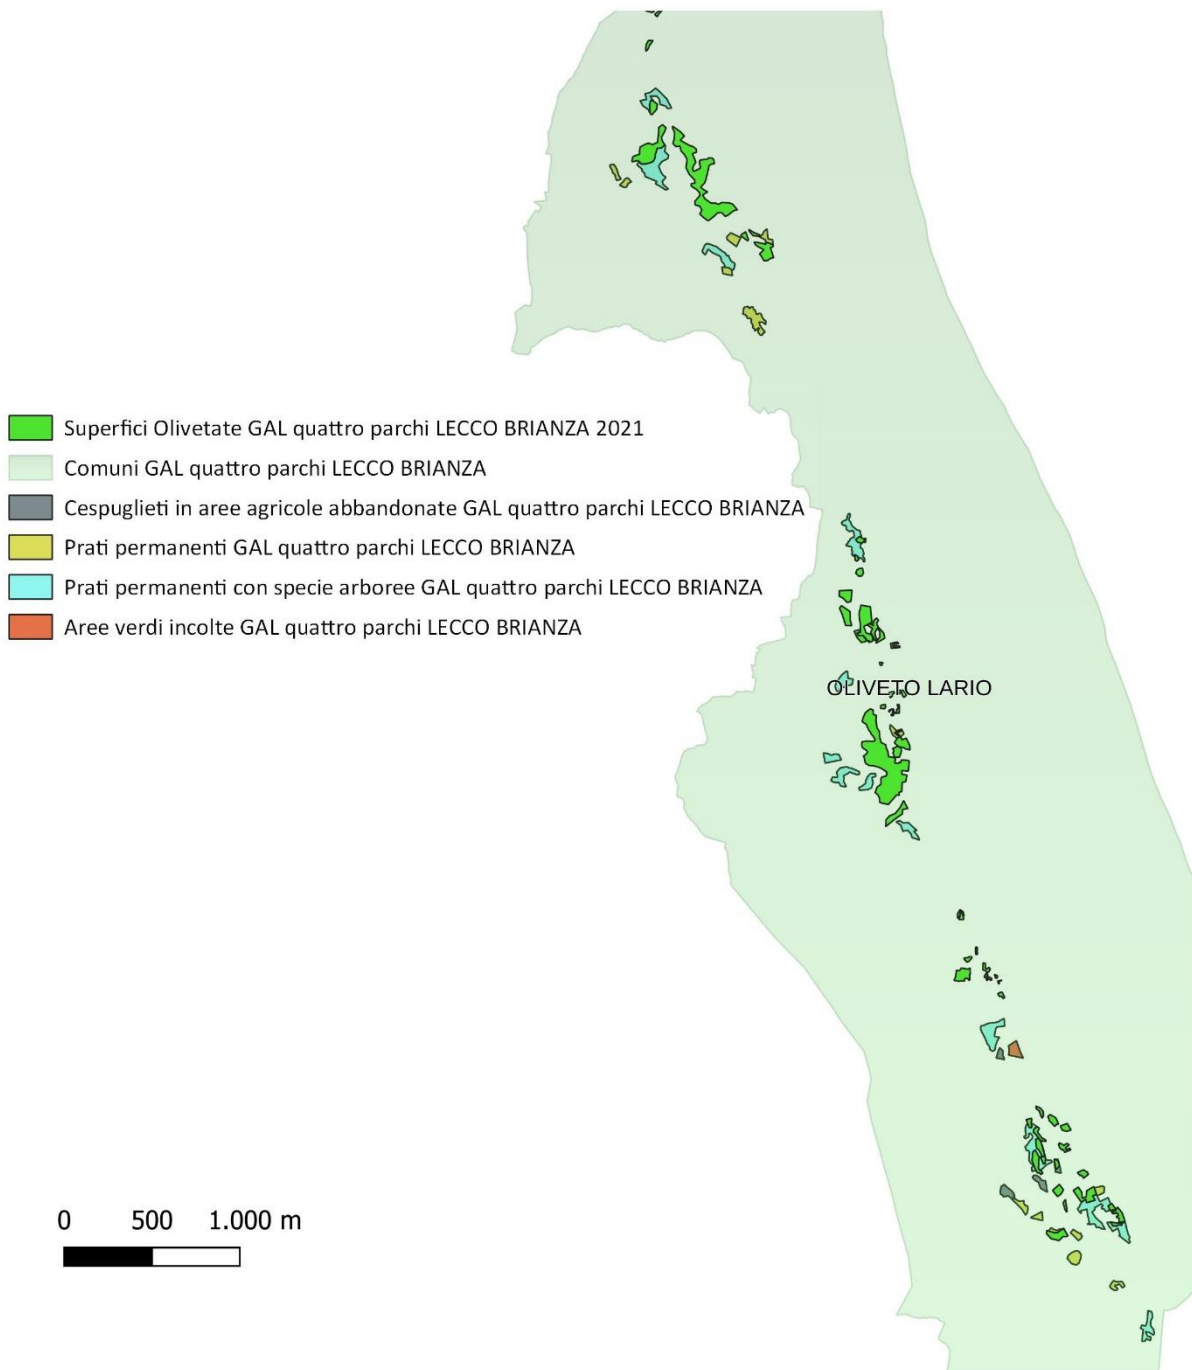 Superfici Olivetate GAL quattro parchi LECCO BRIANZA 2021
Comuni GAL quattro parchi LECCO BRIANZA
Cespuglieti in aree agricole abbandonate GAL quattro parchi LECCO BRIANZA
Prati permanenti GAL quattro parchi LECCO BRIANZA
Prati permanenti con specie arboree GAL quattro parchi LECCO BRIANZA
Aree verdi incolte GAL quattro parchi LECCO BRIANZA
OLIVETO LARIO
0 500 1.000 m